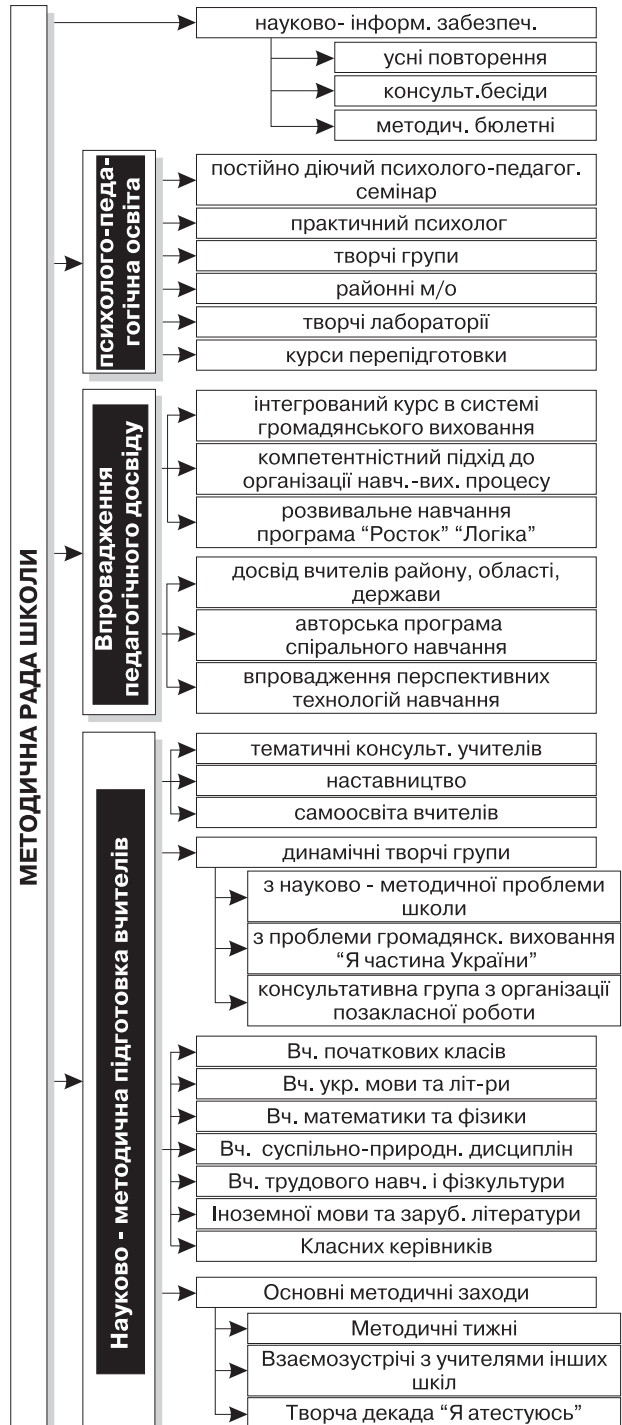 МЕТОДИЧНА РАДА ШКОЛИ
науково- інформ. забезпеч.
усні повторення
консульт.бесіди
методич. бюлетні
психолого-педа-
гогічна освіта
постійно діючий психолого-педагог.
семінар
практичний психолог
творчі групи
районні м/о
творчі лабораторії
курси перепідготовки
Впровадження
педагогічного досвіду
інтегрований курс в системі
громадянського виховання
компетентністний підхід до
організації навч.-вих. процесу
розвивальне навчання
програма “Росток” “Логіка”
досвід вчителів району, області,
держави
авторська програма
спірального навчання
впровадження перспективних
технологій навчання
Науково - методична підготовка вчителів
тематичні консульт. учителів
наставництво
самоосвіта вчителів
динамічні творчі групи
з науково - методичної проблеми
школи
з проблеми громадянск. виховання
“Я частина України”
консультативна група з організації
позакласної роботи
Вч. початкових класів
Вч. укр. мови та літ-ри
Вч. математики та фізики
Вч. суспільно-природн. дисциплін
Вч. трудового навч. і фізкультури
Іноземної мови та заруб. літератури
Класних керівників
Основні методичні заходи
Методичні тижні
Взаємозустрічі з учителями інших
шкіл
Творча декада “Я атестуюсь”